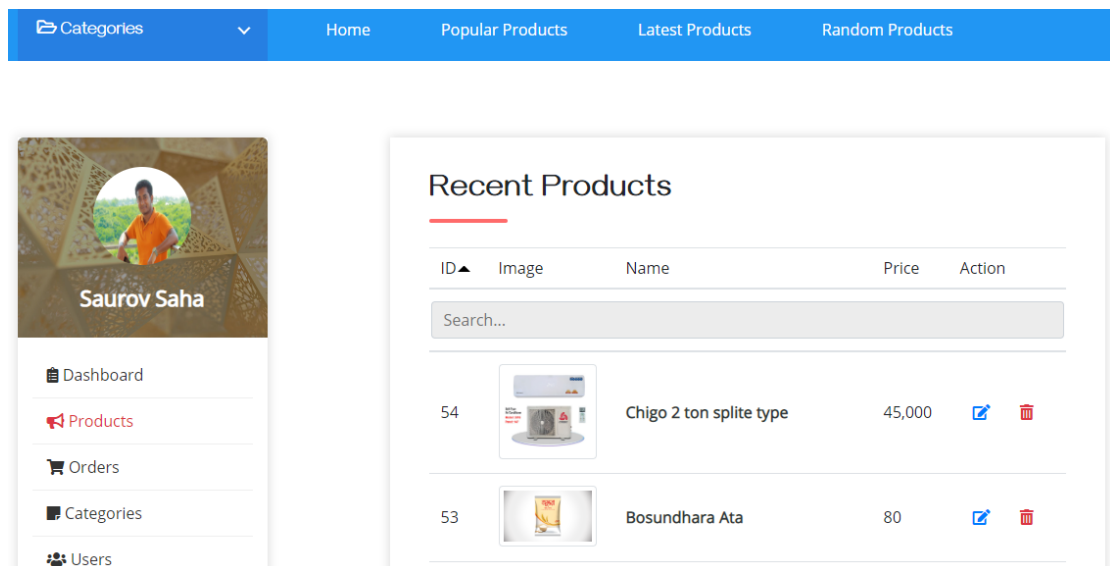 Categories
Home
Popular Products
Latest Products
Random Products
Saurov Saha
Dashboard
Products
Orders
Categories
Users
Recent Products
ID Image Name Price Action
Search...
54 Chigo 2 ton splite type 45,000
53 Bosundhara Ata 80